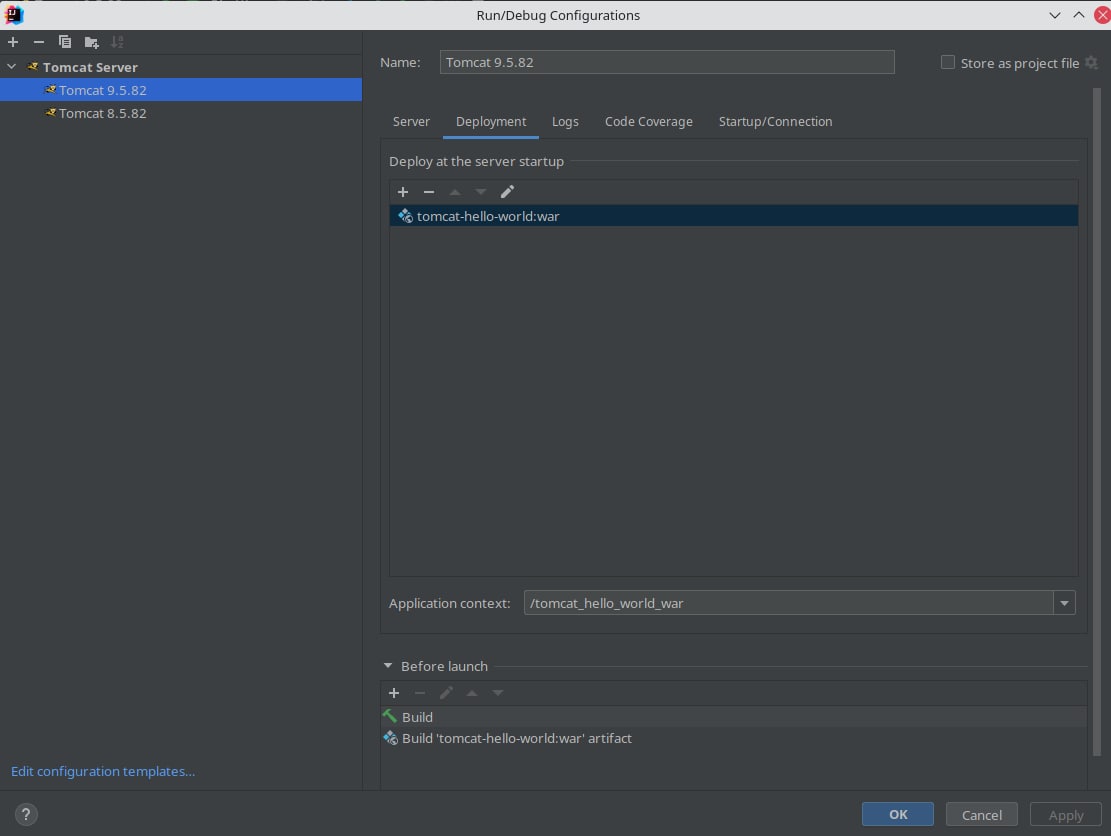 Run/Debug Configurations
Tomcat Server
Tomcat 9.5.82
Tomcat 8.5.82
Edit configuration templates...
Name: Tomcat 9.5.82 Store as project file
Server Deployment Logs Code Coverage Startup/Connection
Deploy at the server startup
tomcat-hello-world:war
Application context: /tomcat_hello_world_war
Before launch
Build
Build 'tomcat-hello-world:war' artifact
? OK Cancel Apply